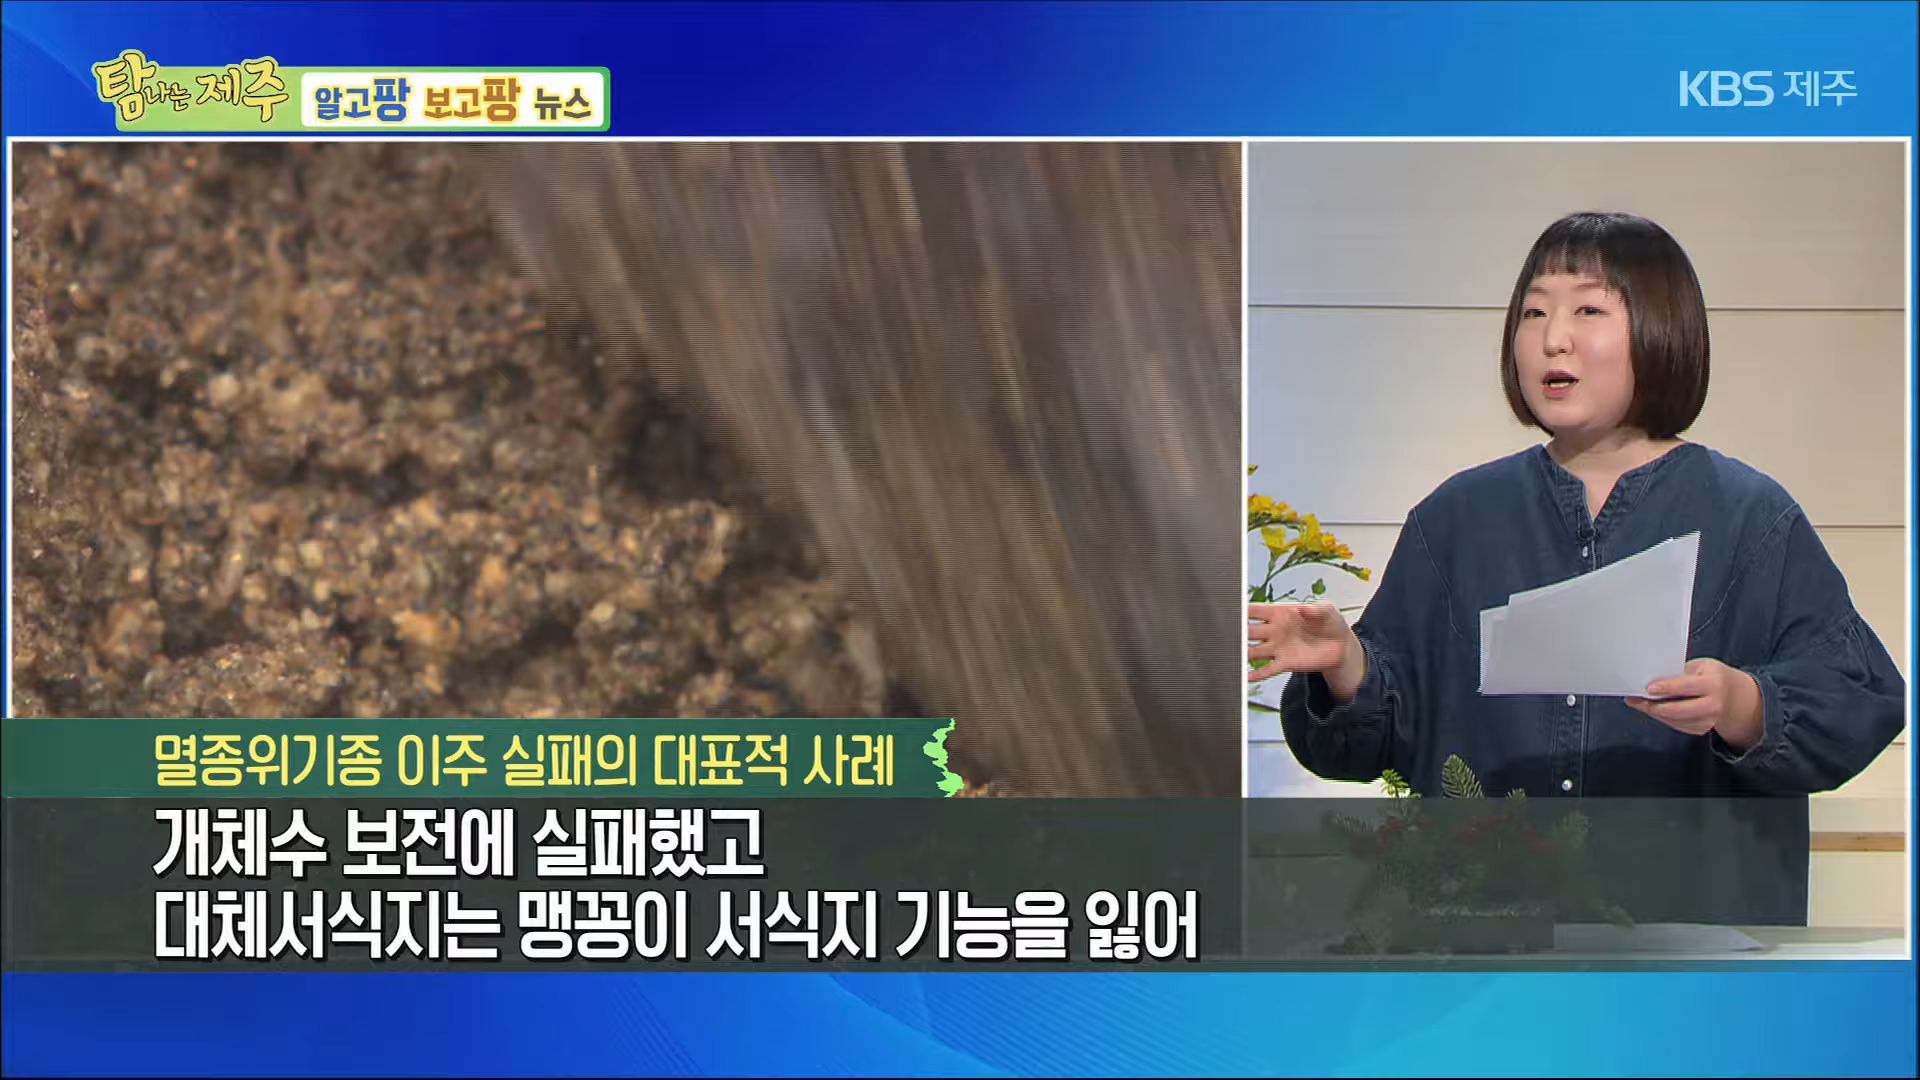 탐나는 제주 알고팡 보고팡 뉴스
KBS 제주
멸종위기종 이주 실패의 대표적 사례
개체수 보전에 실패했고
대체서식지는 맹꽁이 서식지 기능을 잃어